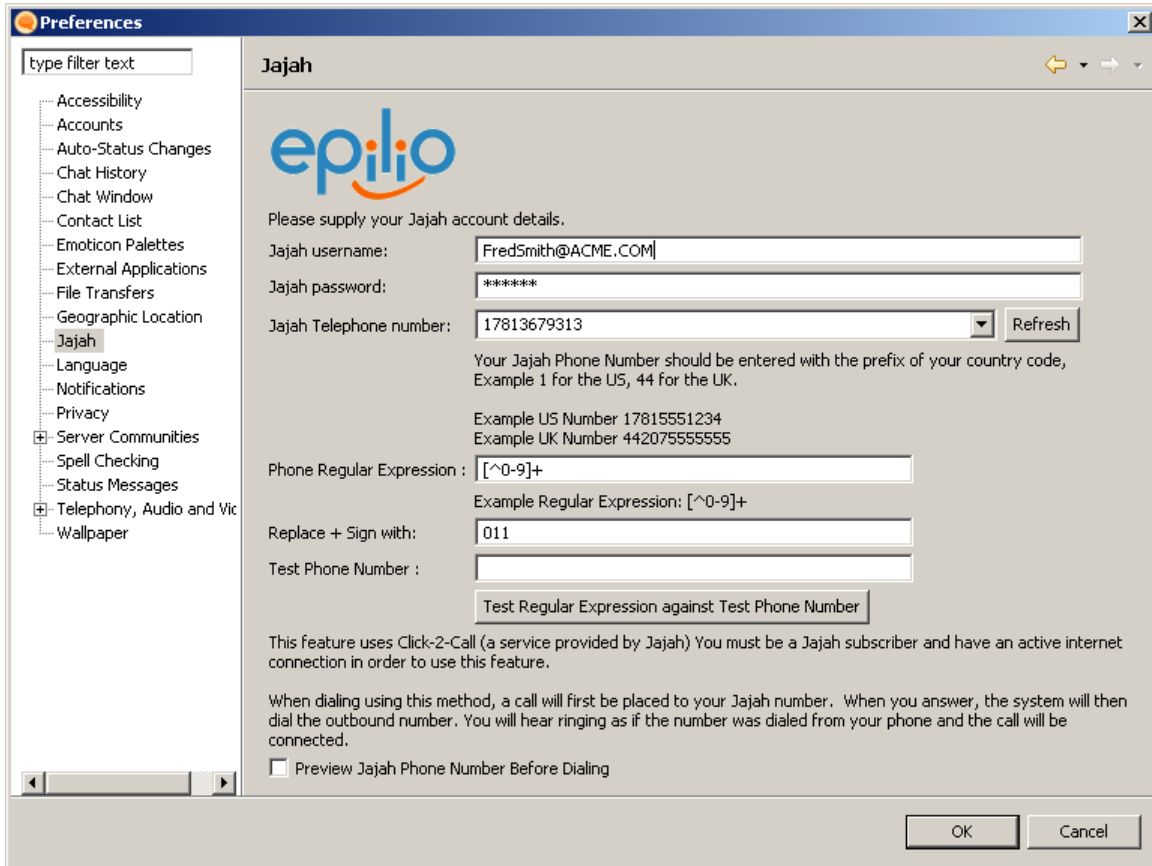 Preferences
type filter text
Accessibility
Accounts
Auto-Status Changes
Chat History
Chat Window
Contact List
Emoticon Palettes
External Applications
File Transfers
Geographic Location
Jajah
Language
Notifications
Privacy
Server Communities
Spell Checking
Status Messages
Telephony, Audio and Vic
Wallpaper
Jajah
epilio
Please supply your Jajah account details.
Jajah username: FredSmith@ACME.COM
Jajah password: ******
Jajah Telephone number: 17813679313 Refresh
Your Jajah Phone Number should be entered with the prefix of your country code,
Example 1 for the US, 44 for the UK.
Example US Number 17815551234
Example UK Number 442075555555
Phone Regular Expression : [^0-9]+
Example Regular Expression: [^0-9]+
Replace + Sign with: 011
Test Phone Number :
Test Regular Expression against Test Phone Number
This feature uses Click-2-Call (a service provided by Jajah) You must be a Jajah subscriber and have an active internet
connection in order to use this feature.
When dialing using this method, a call will first be placed to your Jajah number. When you answer, the system will then
dial the outbound number. You will hear ringing as if the number was dialed from your phone and the call will be
connected.
Preview Jajah Phone Number Before Dialing
OK Cancel